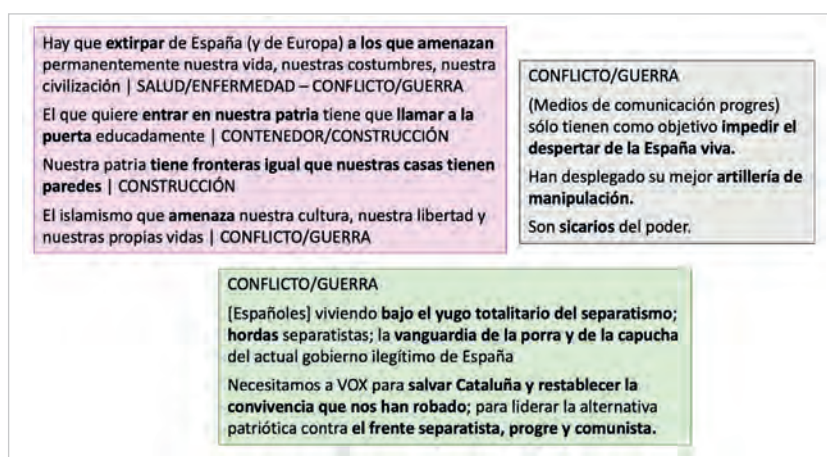 Hay que extirpar de España (y de Europa) a los que amenazan
permanentemente nuestra vida, nuestras costumbres, nuestra
civilización | SALUD/ENFERMEDAD – CONFLICTO/GUERRA
El que quiere entrar en nuestra patria tiene que llamar a la
puerta educadamente | CONTENEDOR/CONSTRUCCIÓN
Nuestra patria tiene fronteras igual que nuestras casas tienen
paredes | CONSTRUCCIÓN
El islamismo que amenaza nuestra cultura, nuestra libertad y
nuestras propias vidas | CONFLICTO/GUERRA
CONFLICTO/GUERRA
(Medios de comunicación progres)
sólo tienen como objetivo impedir el
despertar de la España viva.
Han desplegado su mejor artillería de
manipulación.
Son sicarios del poder.
CONFLICTO/GUERRA
[Españoles] viviendo bajo el yugo totalitario del separatismo;
hordas separatistas; la vanguardia de la porra y de la capucha
del actual gobierno ilegítimo de España
Necesitamos a VOX para salvar Cataluña y restablecer la
convivencia que nos han robado; para liderar la alternativa
patriótica contra el frente separatista, progre y comunista.